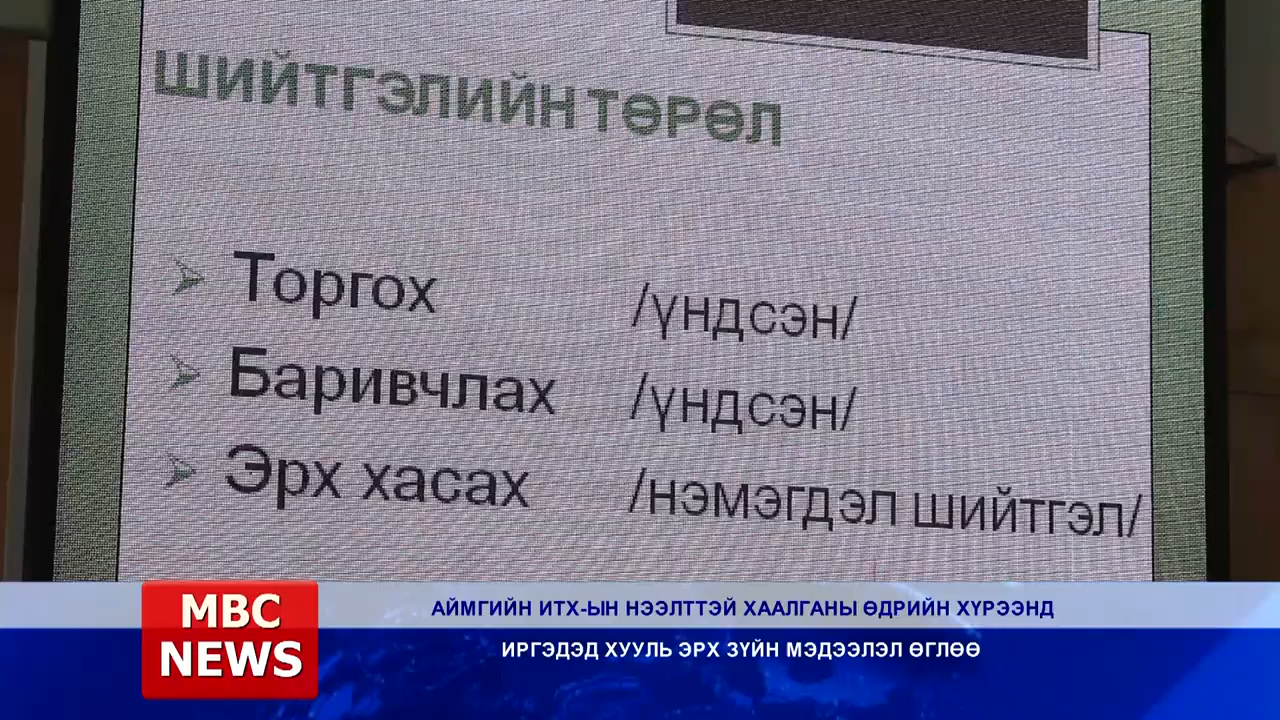 ШИЙТГЭЛИЙН ТӨРӨЛ
Торгох /үндсэн/
Баривчлах /үндсэн/
Эрх хасах /нэмэгдэл шийтгэл/
MBC NEWS
АЙМГИЙН ИТХ-ЫН НЭЭЛТТЭЙ ХААЛГАНЫ ӨДРИЙН ХҮРЭЭНД
ИРГЭДЭД ХУУЛЬ ЭРХ ЗҮЙН МЭДЭЭЛЭЛ ӨГЛӨӨ